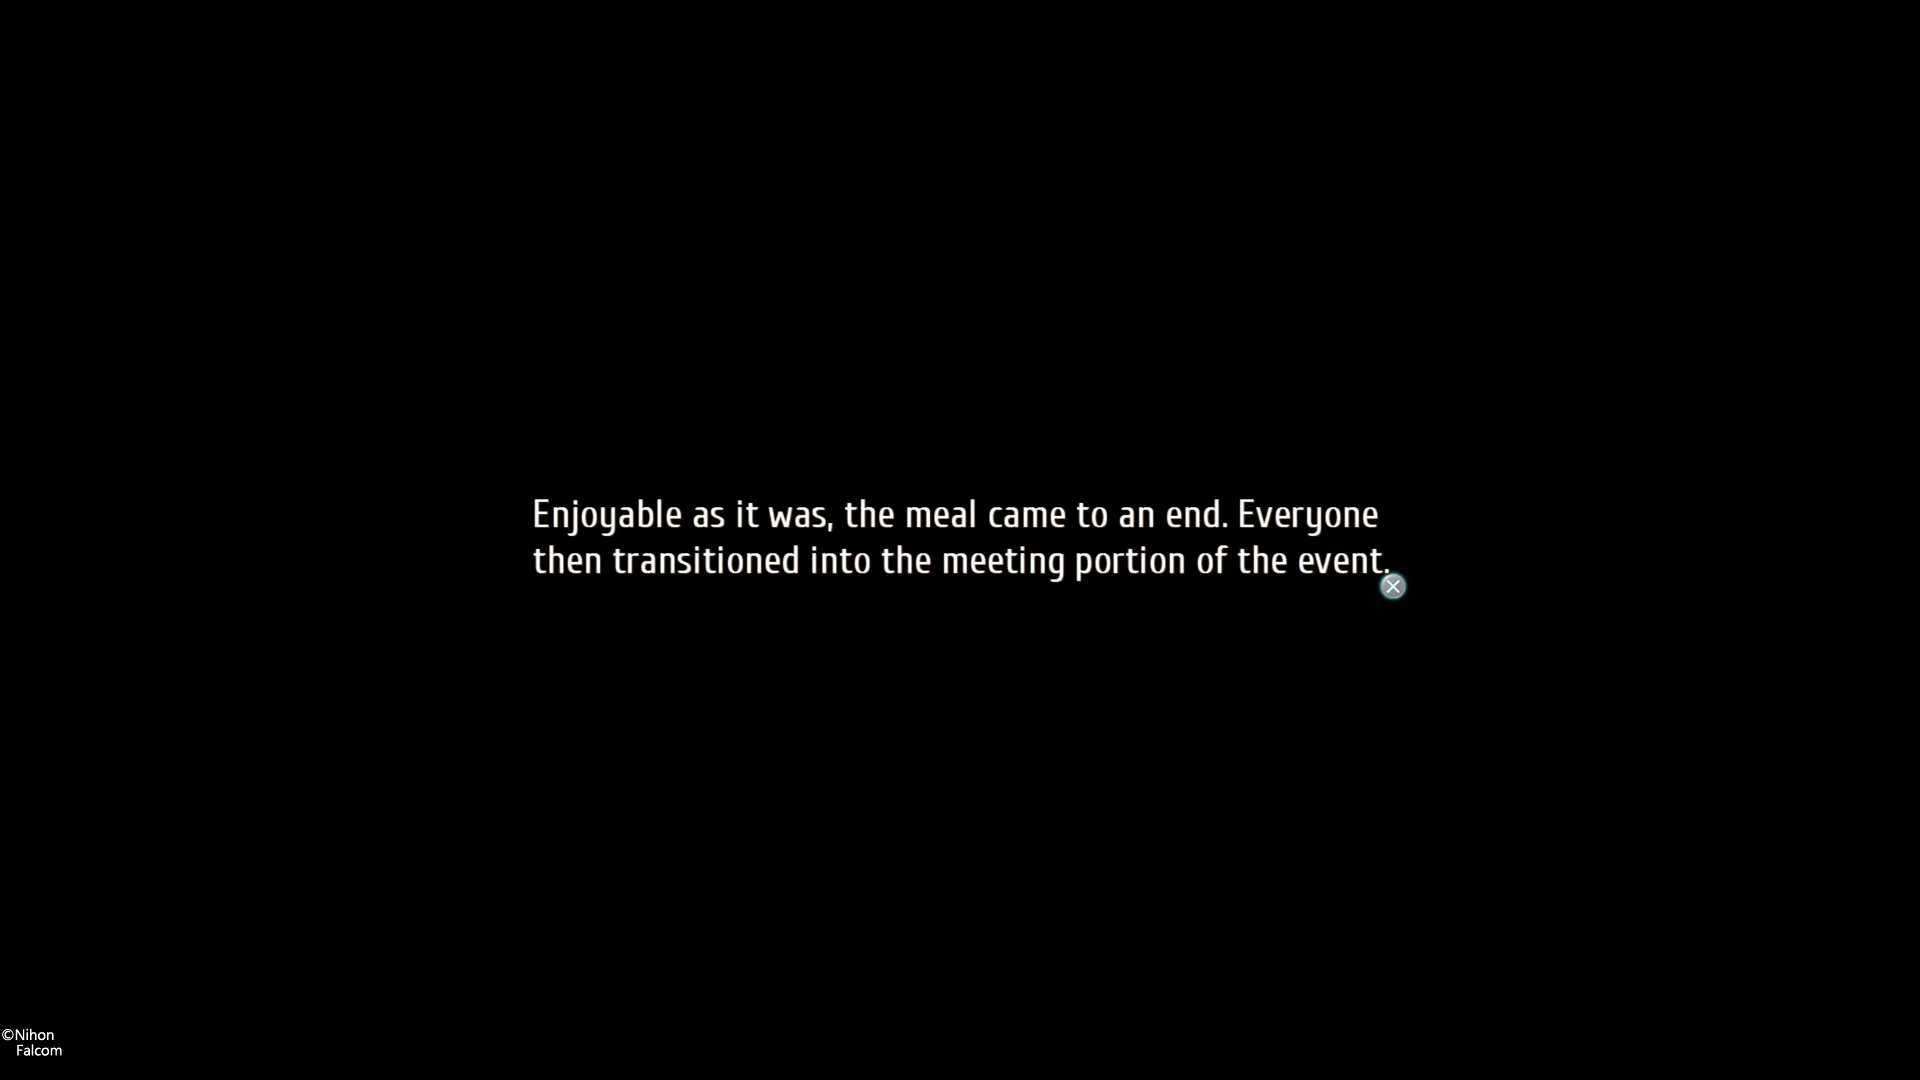 Enjoyable as it was, the meal came to an end. Everyone
then transitioned into the meeting portion of the event.
©Nihon
Falcom